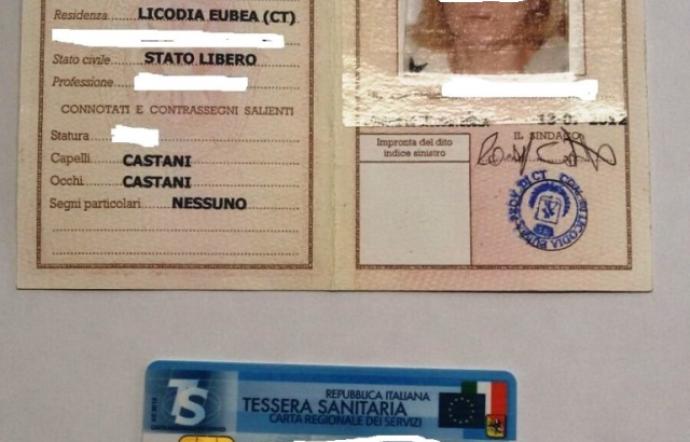 Residenza LICODIA EUBEA (CT)
Stato civile STATO LIBERO
Professione
CONNOTATI E CONTRASSEGNI SALIENTI
Statura
Capelli CASTANI
Occhi CASTANI
Segni particolari NESSUNO
IL SINDACO
Impronta del dito
indice sinistro
TS
REPUBBLICA ITALIANA
TESSERA SANITARIA
CARTA REGIONALE DEI SERVIZI